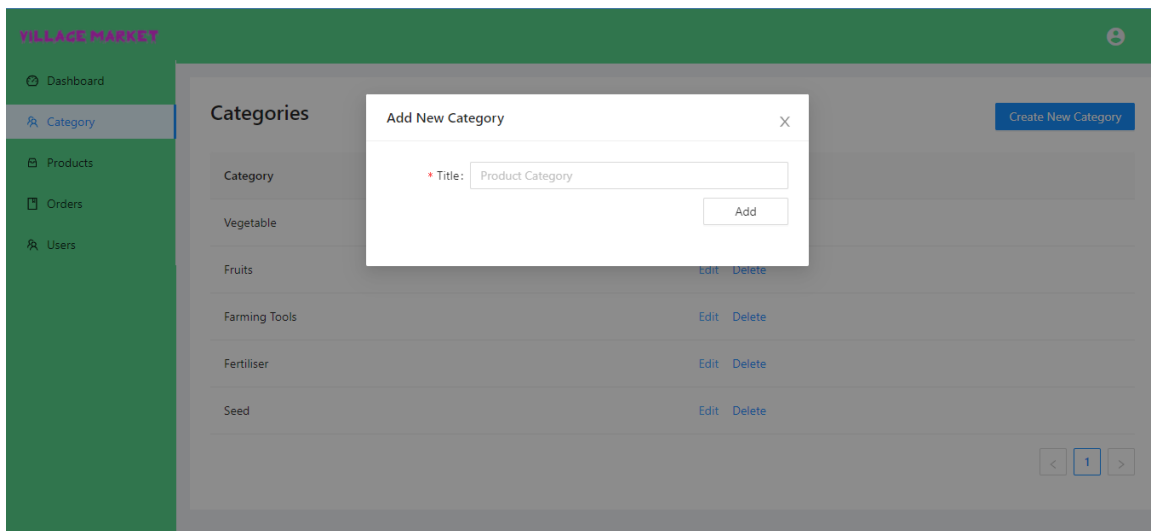 VILLAGE MARKET
Dashboard
Category
Products
Orders
Users
Categories
Create New Category
Add New Category
X
* Title: Product Category
Add
Category
Vegetable
Fruits Edit Delete
Farming Tools Edit Delete
Fertiliser Edit Delete
Seed Edit Delete
< 1 >